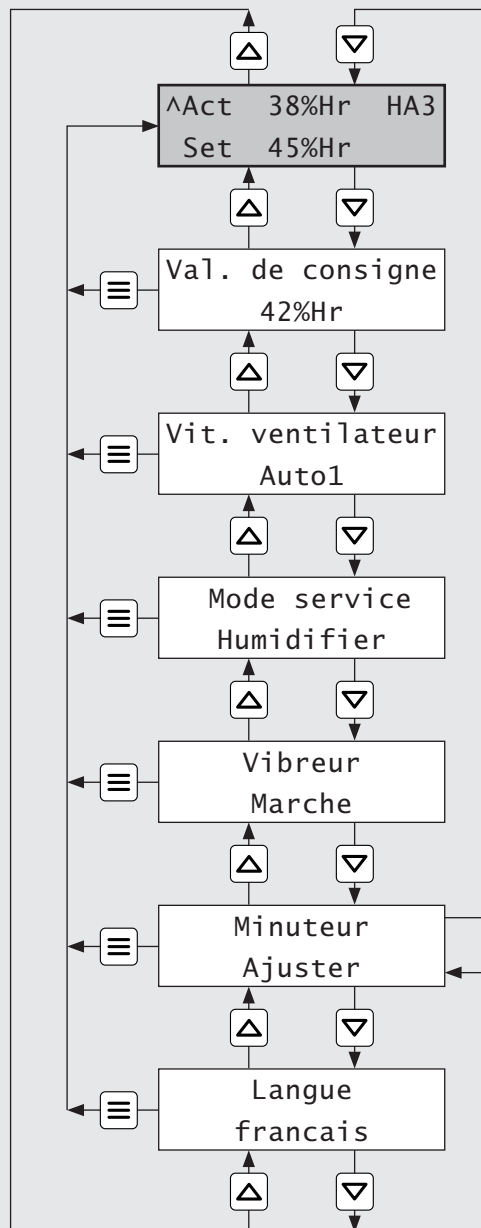 ^Act 38%Hr HA3
Set 45%Hr
Val. de consigne
42%Hr
Vit. ventilateur
Auto1
Mode service
Humidifier
Vibreur
Marche
Minuteur
Ajuster
Langue
francais